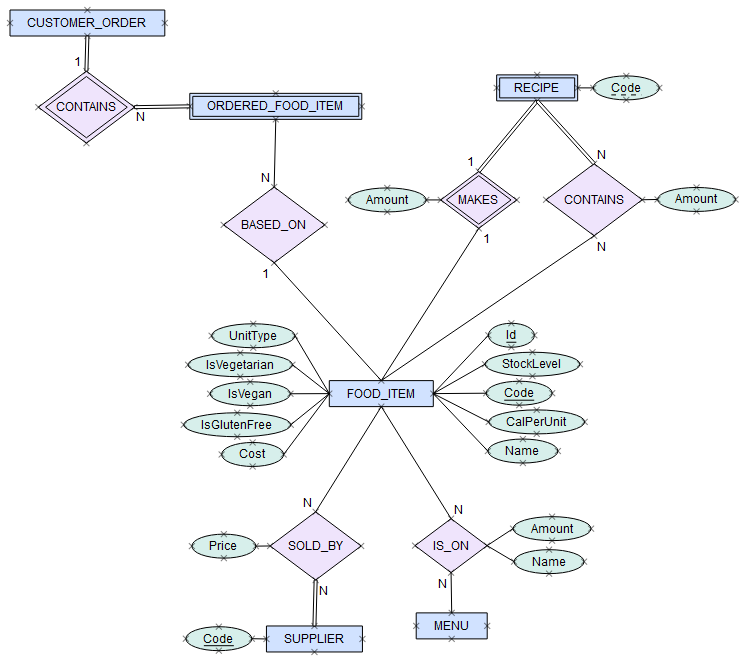 CUSTOMER_ORDER
1
CONTAINS
N
ORDERED_FOOD_ITEM
RECIPE
Code
N
BASED_ON
1
1
MAKES
Amount
1
N
CONTAINS
Amount
N
UnitType
IsVegetarian
IsVegan
IsGlutenFree
Cost
FOOD_ITEM
Id
StockLevel
Code
CalPerUnit
Name
N
Price
SOLD_BY
N
N
IS_ON
Amount
Name
N
Code
SUPPLIER
MENU